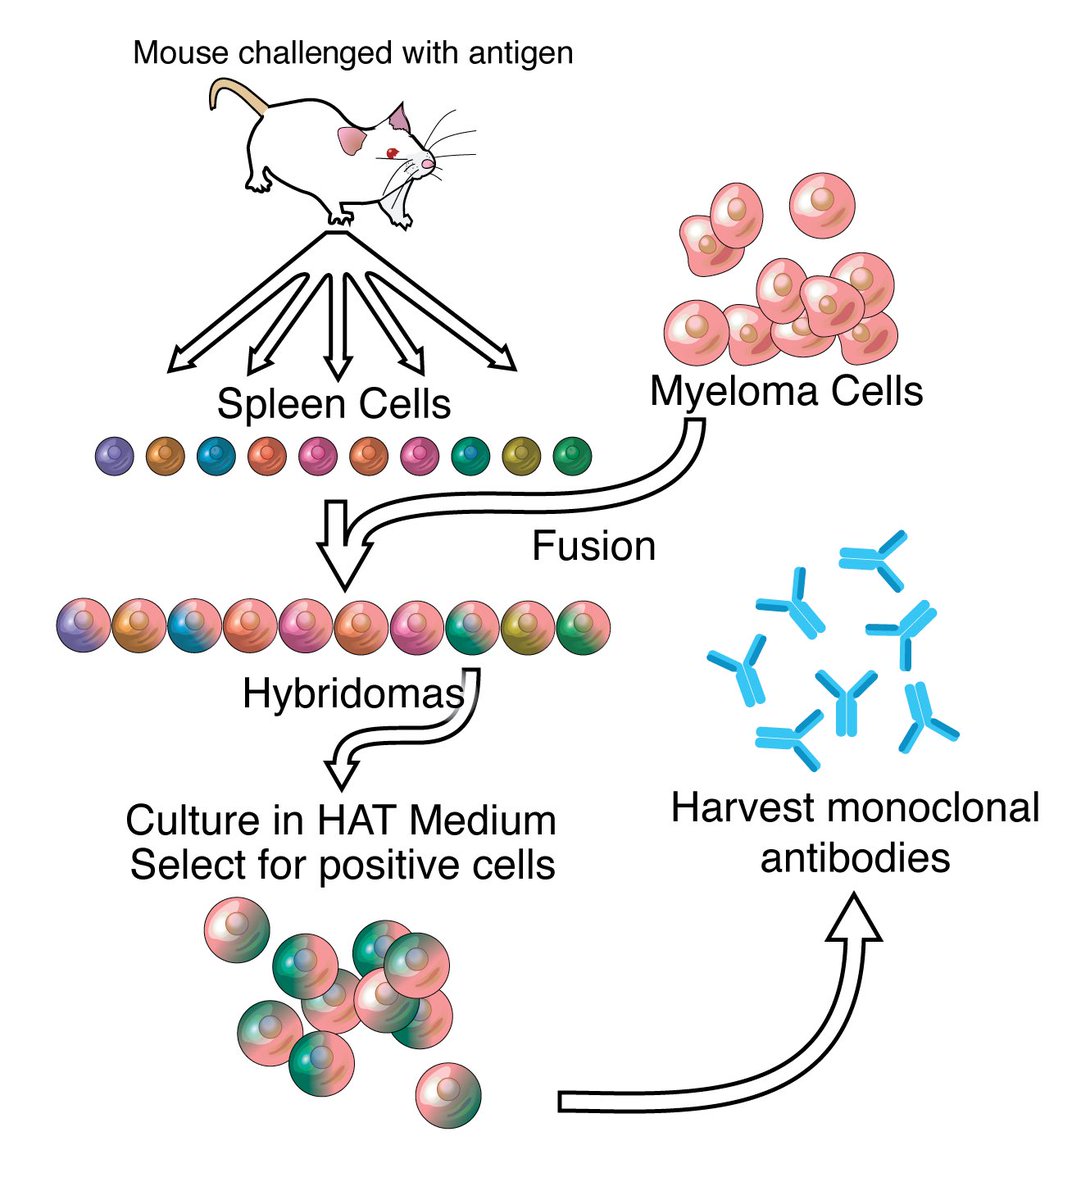 Mouse challenged with antigen
Spleen Cells
Myeloma Cells
Fusion
Hybridomas
Culture in HAT Medium
Select for positive cells
Harvest monoclonal
antibodies